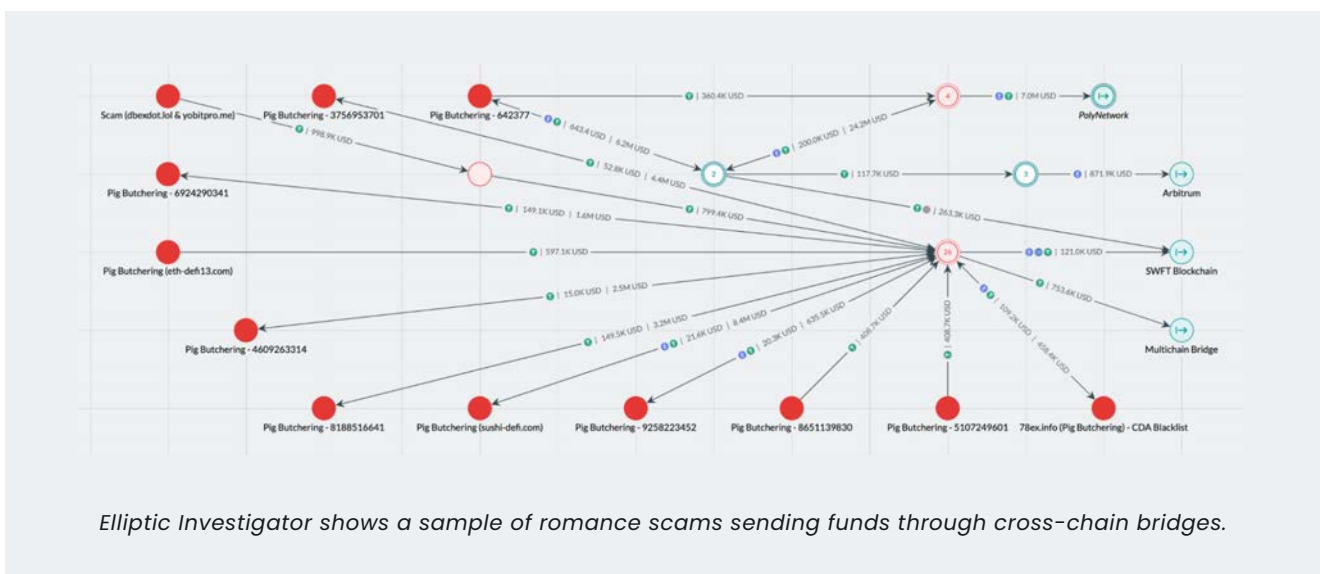 360.4K USD
4
7.0M USD
Scam (dbexdot.lol & yobitpro.me)
Pig Butchering - 3756953701
Pig Butchering - 642377
PolyNetwork
998.9K USD
643.4 USD | 6.2M USD
200.0K USD | 24.2M USD
52.8K USD | 4.4M USD
2
117.7K USD
3
871.9K USD
Pig Butchering - 6924290341
Arbitrum
149.1K USD | 1.6M USD
799.4K USD
263.3K USD
597.1K USD
26
121.0K USD
Pig Butchering (eth-defi13.com)
SWFT Blockchain
15.0K USD | 2.5M USD
753.6K USD
109.2K USD | 458.4K USD
149.5K USD | 3.2M USD
21.6K USD | 8.4M USD
20.3K USD | 635.5K USD
408.7K USD
408.7K USD
Pig Butchering - 4609263314
Multichain Bridge
Pig Butchering - 8188516641
Pig Butchering (sushi-defi.com)
Pig Butchering - 9258223452
Pig Butchering - 8651139830
Pig Butchering - 5107249601
78ex.info (Pig Butchering) - CDA Blacklist
Elliptic Investigator shows a sample of romance scams sending funds through cross-chain bridges.